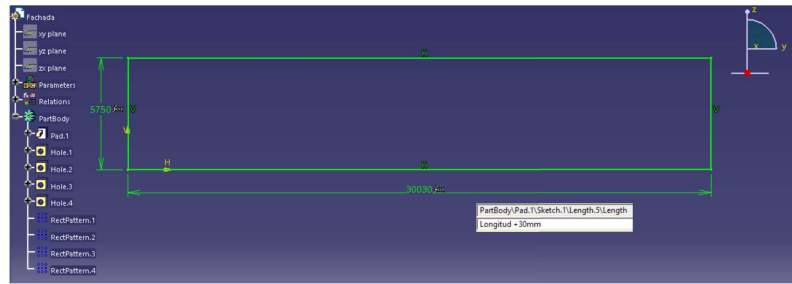 Fachada
xy plane
yz plane
zx plane
Parameters
Relations
PartBody
Pad.1
Hole.1
Hole.2
Hole.3
Hole.4
RectPattern.1
RectPattern.2
RectPattern.3
RectPattern.4
H
5750 f(x)
V
V
V
H
H
30030 f(x)
PartBody\Pad.1\Sketch.1\Length.5\Length
Longitud +30mm
z
x
y